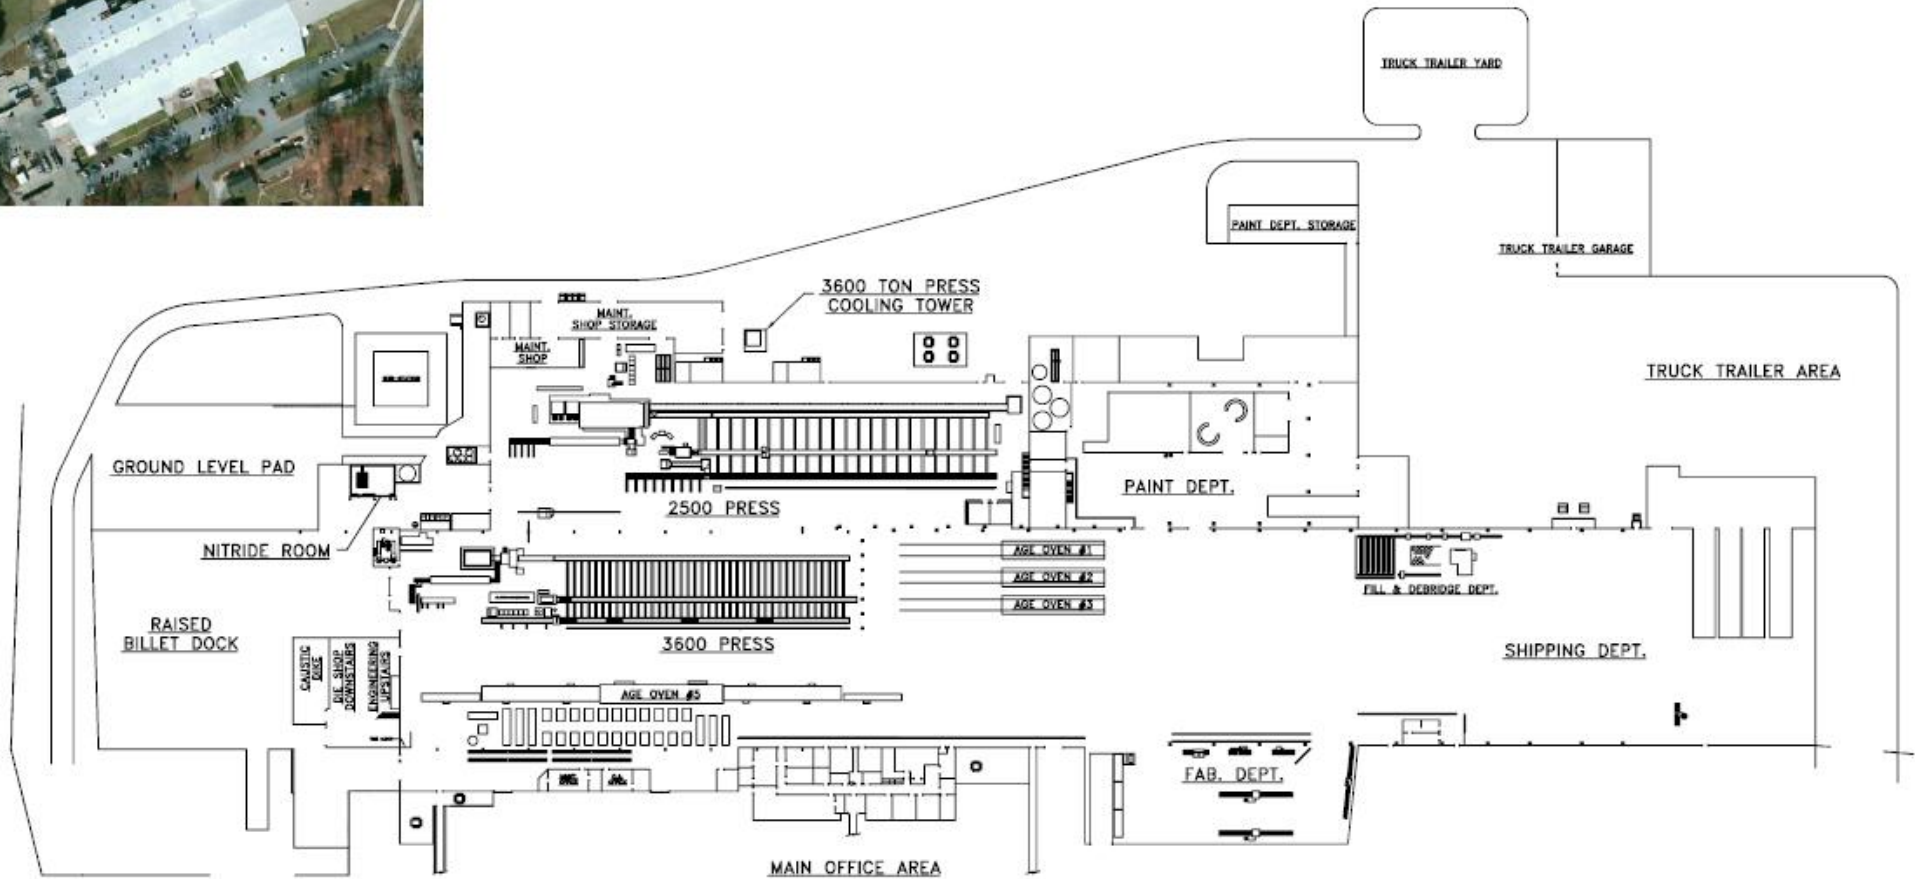 TRUCK TRAILER YARD
PAINT DEPT. STORAGE
TRUCK TRAILER GARAGE
3600 TON PRESS
COOLING TOWER
MAINT.
SHOP STORAGE
MAINT.
SHOP
TRUCK TRAILER AREA
GROUND LEVEL PAD
PAINT DEPT.
2500 PRESS
NITRIDE ROOM
AGE OVEN #1
AGE OVEN #2
AGE OVEN #3
FILL & DEBRIDGE DEPT.
RAISED
BILLET DOCK
3600 PRESS
SHIPPING DEPT.
CAUSTIC
DIKE
DIE SHOP
DOWNSTAIRS
ENGINEERING
UPSTAIRS
AGE OVEN #5
FAB. DEPT.
MAIN OFFICE AREA